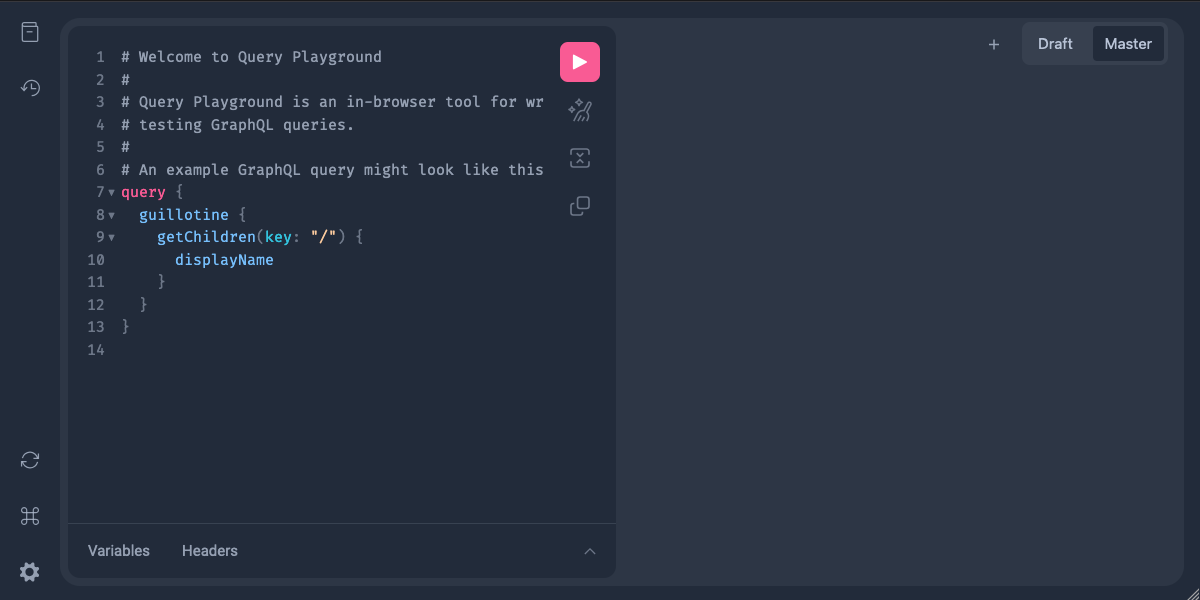 Draft Master
1 # Welcome to Query Playground
2 #
3 # Query Playground is an in-browser tool for wr
4 # testing GraphQL queries.
5 #
6 # An example GraphQL query might look like this
7 query {
8   guillotine {
9     getChildren(key: "/") {
10       displayName
11     }
12   }
13 }
14
Variables Headers